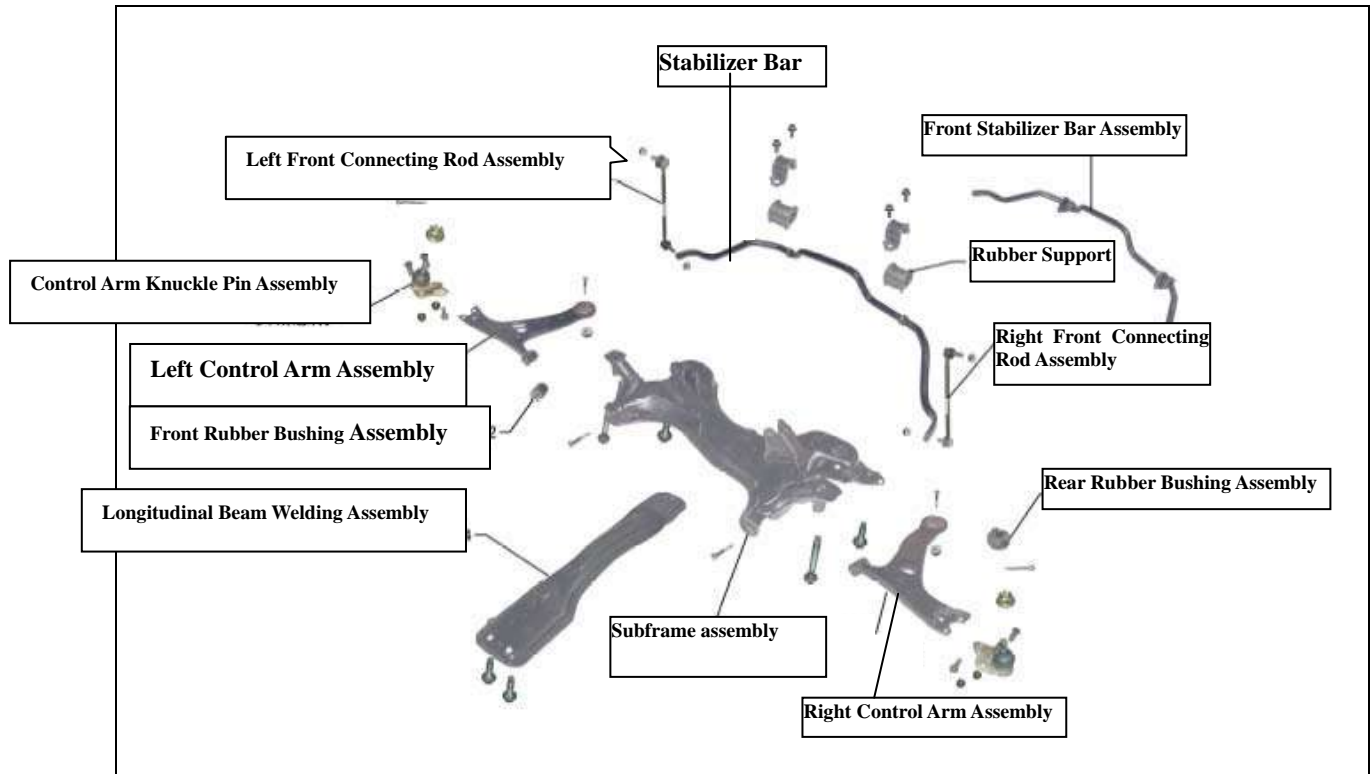 Stabilizer Bar
Front Stabilizer Bar Assembly
Left Front Connecting Rod Assembly
Rubber Support
Control Arm Knuckle Pin Assembly
Right Front Connecting
Rod Assembly
Left Control Arm Assembly
Front Rubber Bushing Assembly
Rear Rubber Bushing Assembly
Longitudinal Beam Welding Assembly
Subframe assembly
Right Control Arm Assembly